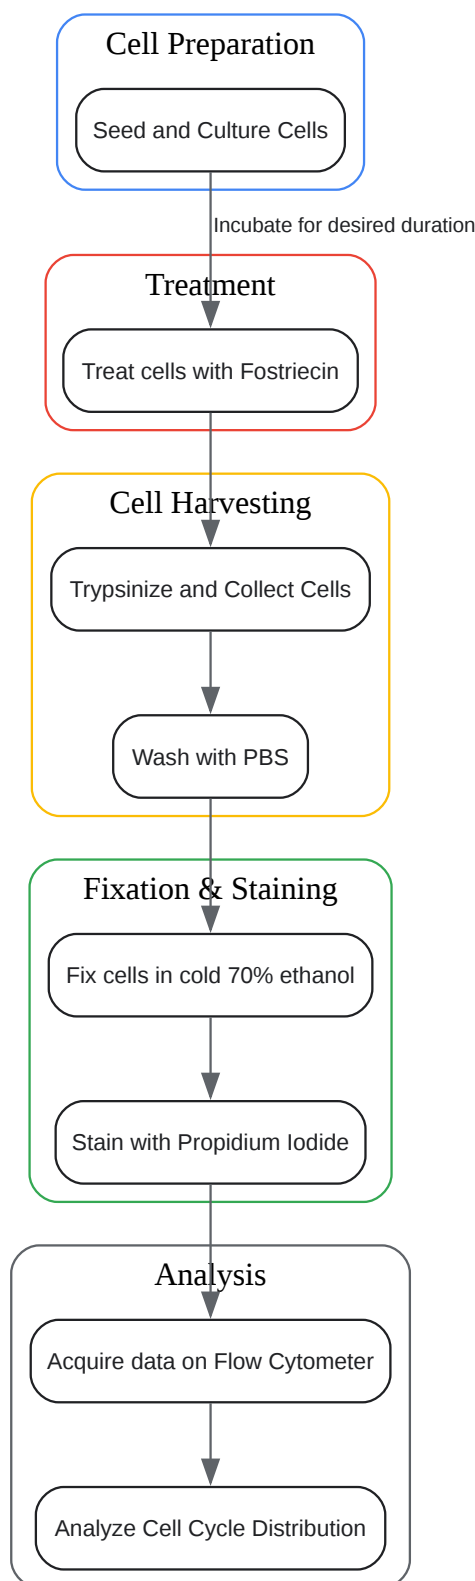 Cell Preparation
Seed and Culture Cells
Incubate for desired duration
Treatment
Treat cells with Fostriecin
Cell Harvesting
Trypsinize and Collect Cells
Wash with PBS
Fixation & Staining
Fix cells in cold 70% ethanol
Stain with Propidium Iodide
Analysis
Acquire data on Flow Cytometer
Analyze Cell Cycle Distribution